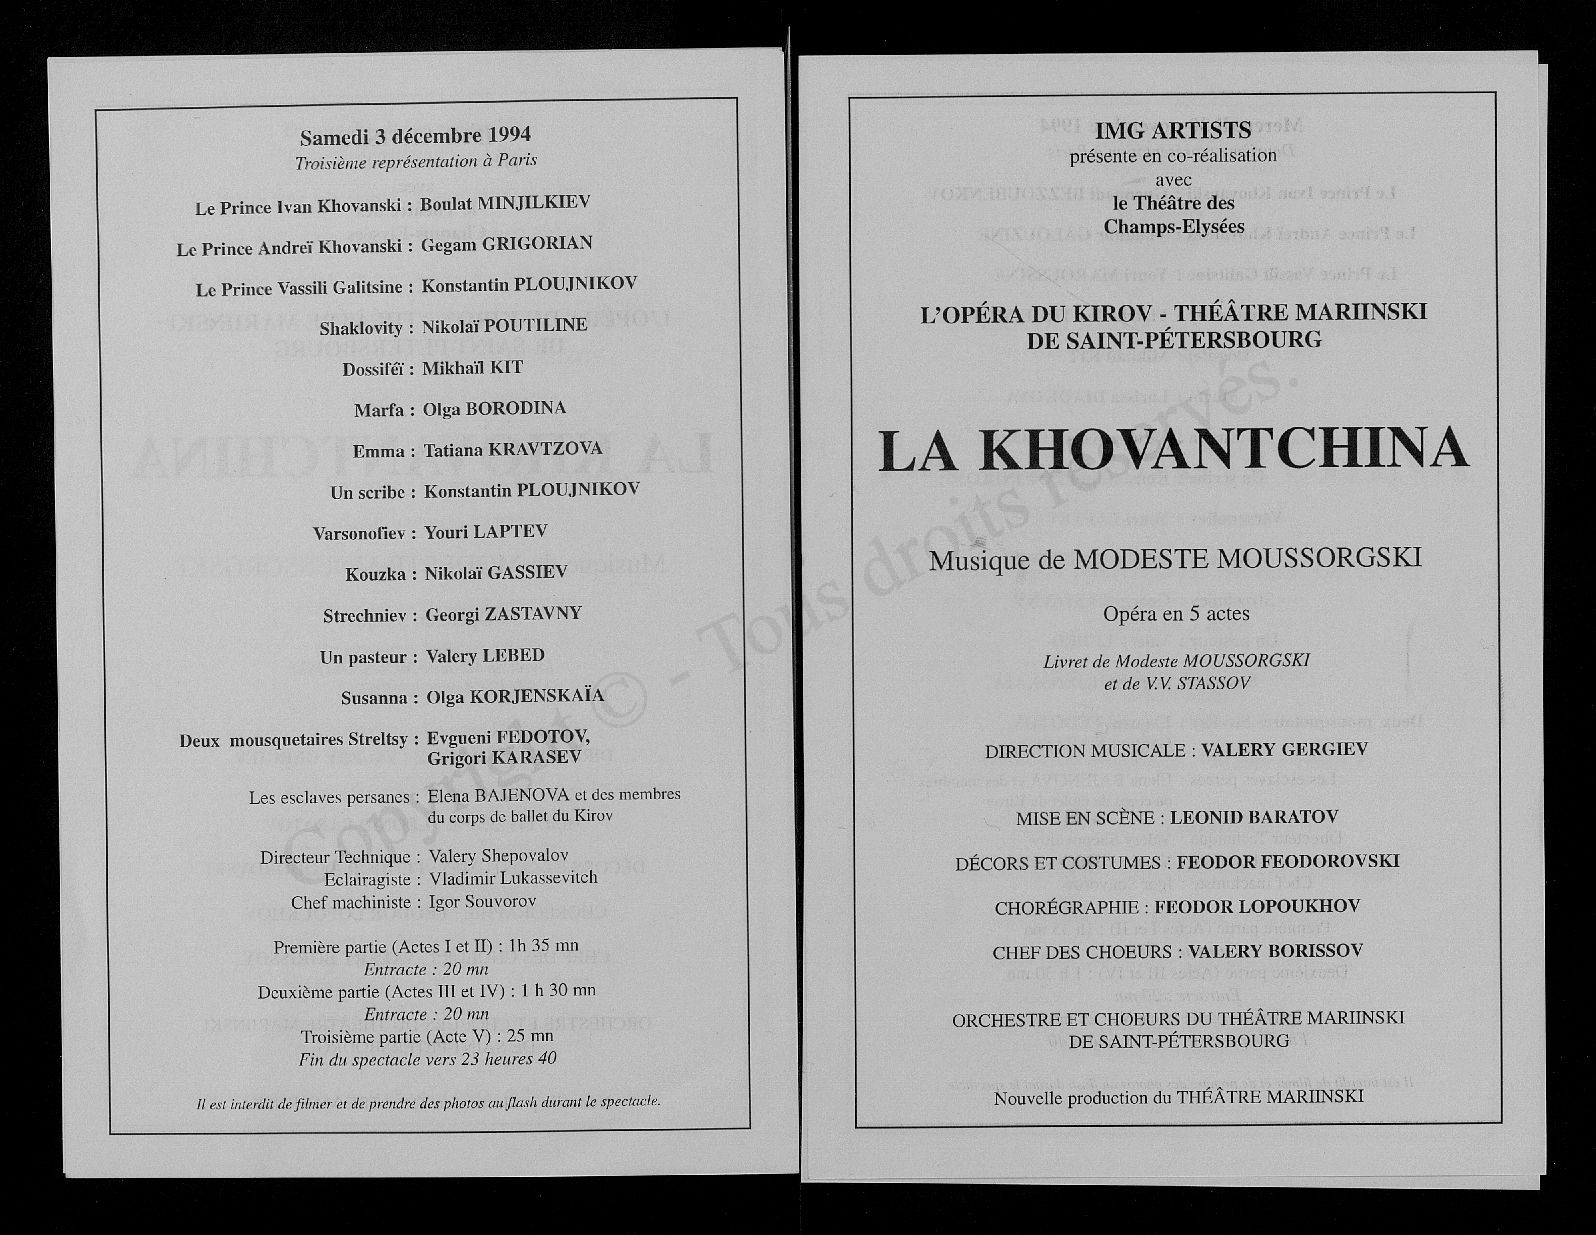 Samedi 3 décembre 1994
Troisième représentation à Paris
Le Prince Ivan Khovanski : Boulat MINJILKIEV
Le Prince Andreï Khovanski : Gegam GRIGORIAN
Le Prince Vassili Galitsine : Konstantin PLOUJNIKOV
Shaklovity : Nikolaï POUTILINE
Dossiféï : Mikhaïl KIT
Marfa : Olga BORODINA
Emma : Tatiana KRAVTZOVA
Un scribe : Konstantin PLOUJNIKOV
Varsonofiev : Youri LAPTEV
Kouzka : Nikolaï GASSIEV
Strechniev : Georgi ZASTAVNY
Un pasteur : Valery LEBED
Susanna : Olga KORJENSKAÏA
Deux mousquetaires Streltsy : Evgueni FEDOTOV,
Grigori KARASEV
Les esclaves persanes : Elena BAJENOVA et des membres
du corps de ballet du Kirov
Directeur Technique : Valery Shepovalov
Eclairagiste : Vladimir Lukassevitch
Chef machiniste : Igor Souvorov
Première partie (Actes I et II) : 1h 35 mn
Entracte : 20 mn
Deuxième partie (Actes III et IV) : 1 h 30 mn
Entracte : 20 mn
Troisième partie (Acte V) : 25 mn
Fin du spectacle vers 23 heures 40
Il est interdit de filmer et de prendre des photos au flash durant le spectacle.
IMG ARTISTS
présente en co-réalisation
avec
le Théâtre des
Champs-Elysées
L'OPÉRA DU KIROV - THÉÂTRE MARIINSKI
DE SAINT-PÉTERSBOURG
LA KHOVANTCHINA
Musique de MODESTE MOUSSORGSKI
Opéra en 5 actes
Livret de Modeste MOUSSORGSKI
et de V.V. STASSOV
DIRECTION MUSICALE : VALERY GERGIEV
MISE EN SCÈNE : LEONID BARATOV
DÉCORS ET COSTUMES : FEODOR FEODOROVSKI
CHORÉGRAPHIE : FEODOR LOPOUKHOV
CHEF DES CHOEURS : VALERY BORISSOV
ORCHESTRE ET CHOEURS DU THÉÂTRE MARIINSKI
DE SAINT-PÉTERSBOURG
Nouvelle production du THÉÂTRE MARIINSKI
Copyright © - Tous droits réservés.